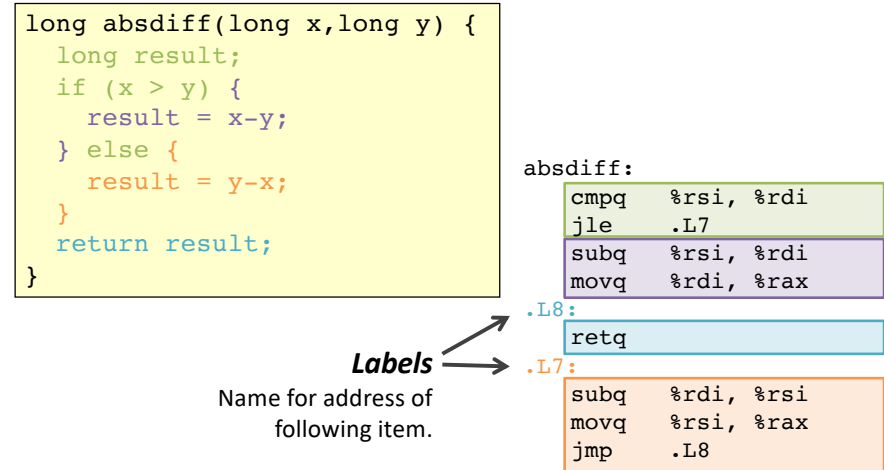 long absdiff(long x,long y) {
  long result;
  if (x > y) {
    result = x-y;
  } else {
    result = y-x;
  }
  return result;
}
absdiff:
cmpq %rsi, %rdi
jle .L7
subq %rsi, %rdi
movq %rdi, %rax
.L8:
retq
.L7:
subq %rdi, %rsi
movq %rsi, %rax
jmp .L8
Labels
Name for address of
following item.